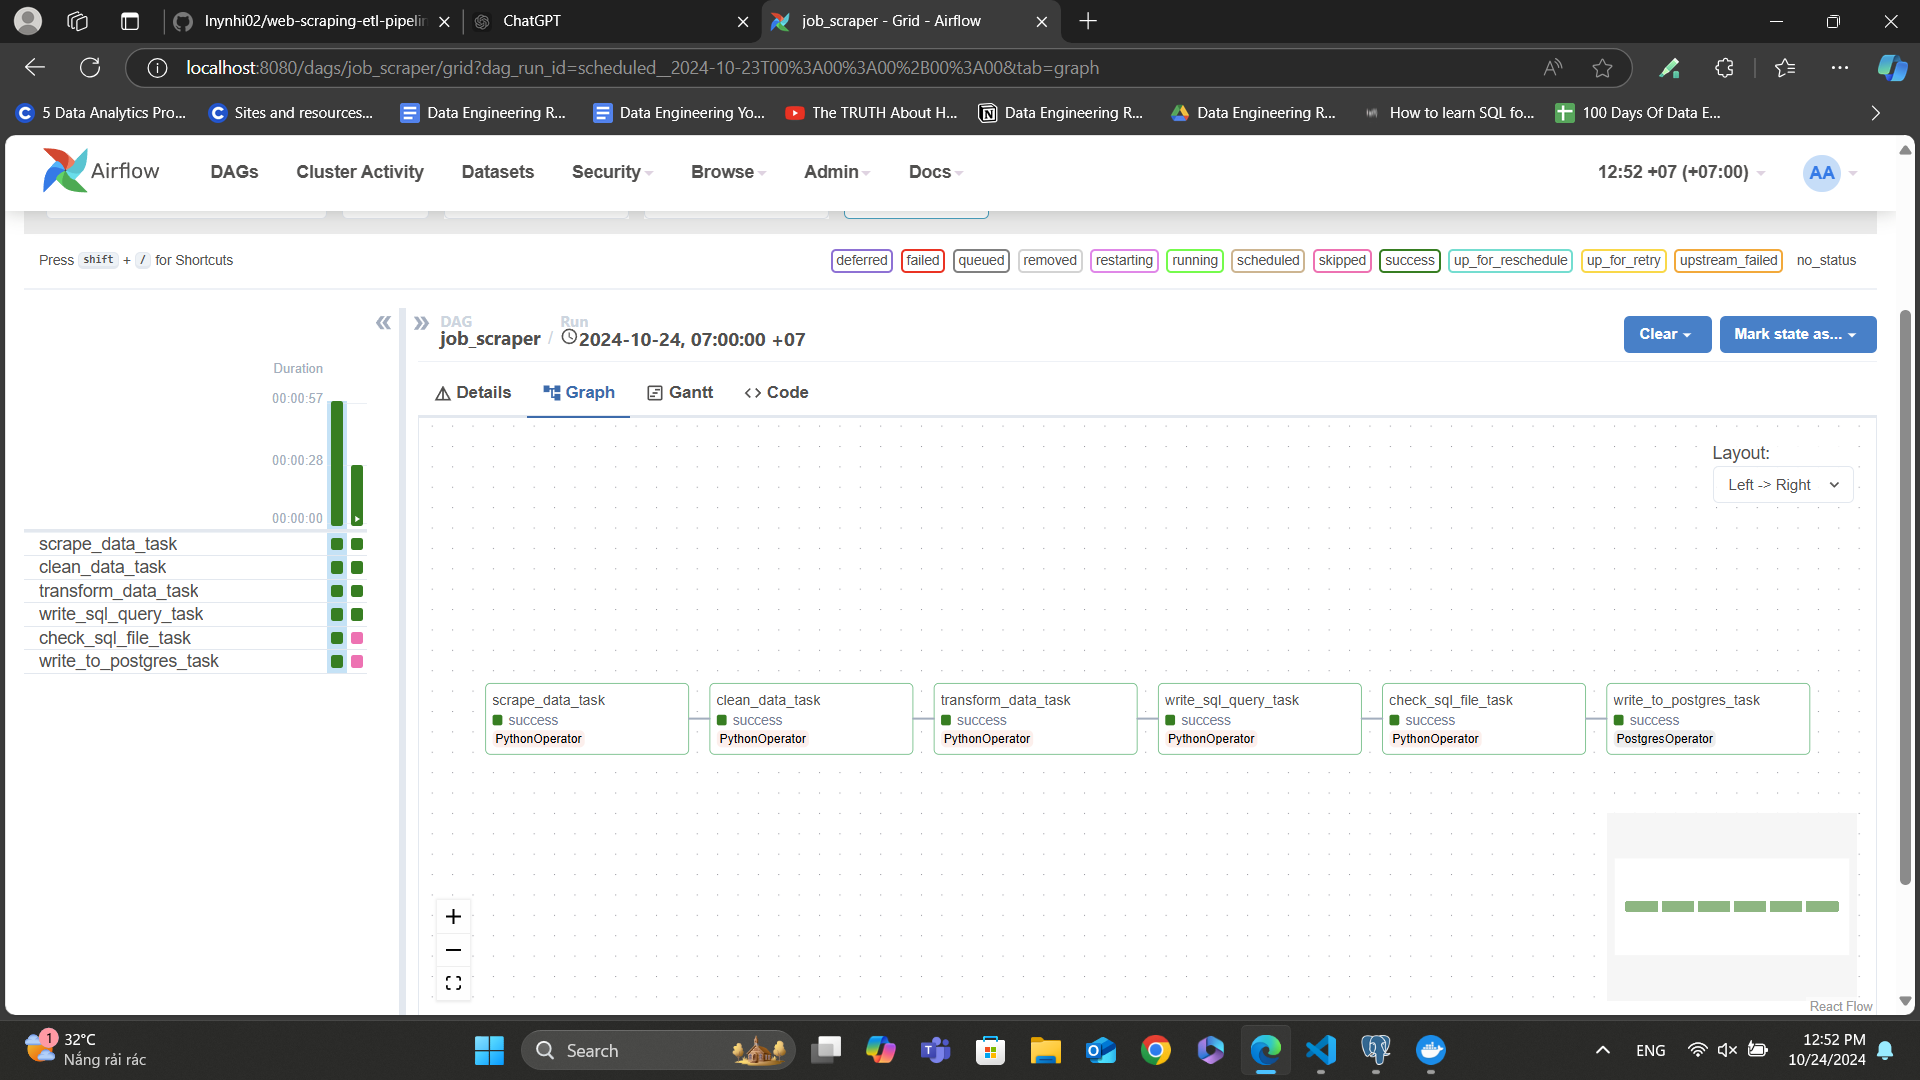 lnynhi02/web-scraping-etl-pipelin
ChatGPT
job_scraper - Grid - Airflow
localhost:8080/dags/job_scraper/grid?dag_run_id=scheduled__2024-10-23T00%3A00%3A00%2B00%3A00&tab=graph
5 Data Analytics Pro...
Sites and resources...
Data Engineering R...
Data Engineering Yo...
The TRUTH About H...
Data Engineering R...
Data Engineering R...
How to learn SQL fo...
100 Days Of Data E...
Airflow
DAGs
Cluster Activity
Datasets
Security
Browse
Admin
Docs
12:52 +07 (+07:00)
AA
Press shift + / for Shortcuts
deferred
failed
queued
removed
restarting
running
scheduled
skipped
success
up_for_reschedule
up_for_retry
upstream_failed
no_status
DAG
job_scraper
/
Run
2024-10-24, 07:00:00 +07
Clear
Mark state as...
Duration
00:00:57
00:00:28
00:00:00
scrape_data_task
clean_data_task
transform_data_task
write_sql_query_task
check_sql_file_task
write_to_postgres_task
Details
Graph
Gantt
Code
Layout:
Left -> Right
scrape_data_task
success
PythonOperator
clean_data_task
success
PythonOperator
transform_data_task
success
PythonOperator
write_sql_query_task
success
PythonOperator
check_sql_file_task
success
PythonOperator
write_to_postgres_task
success
PostgresOperator
React Flow
1
32°C
Nắng rải rác
Search
ENG
12:52 PM
10/24/2024